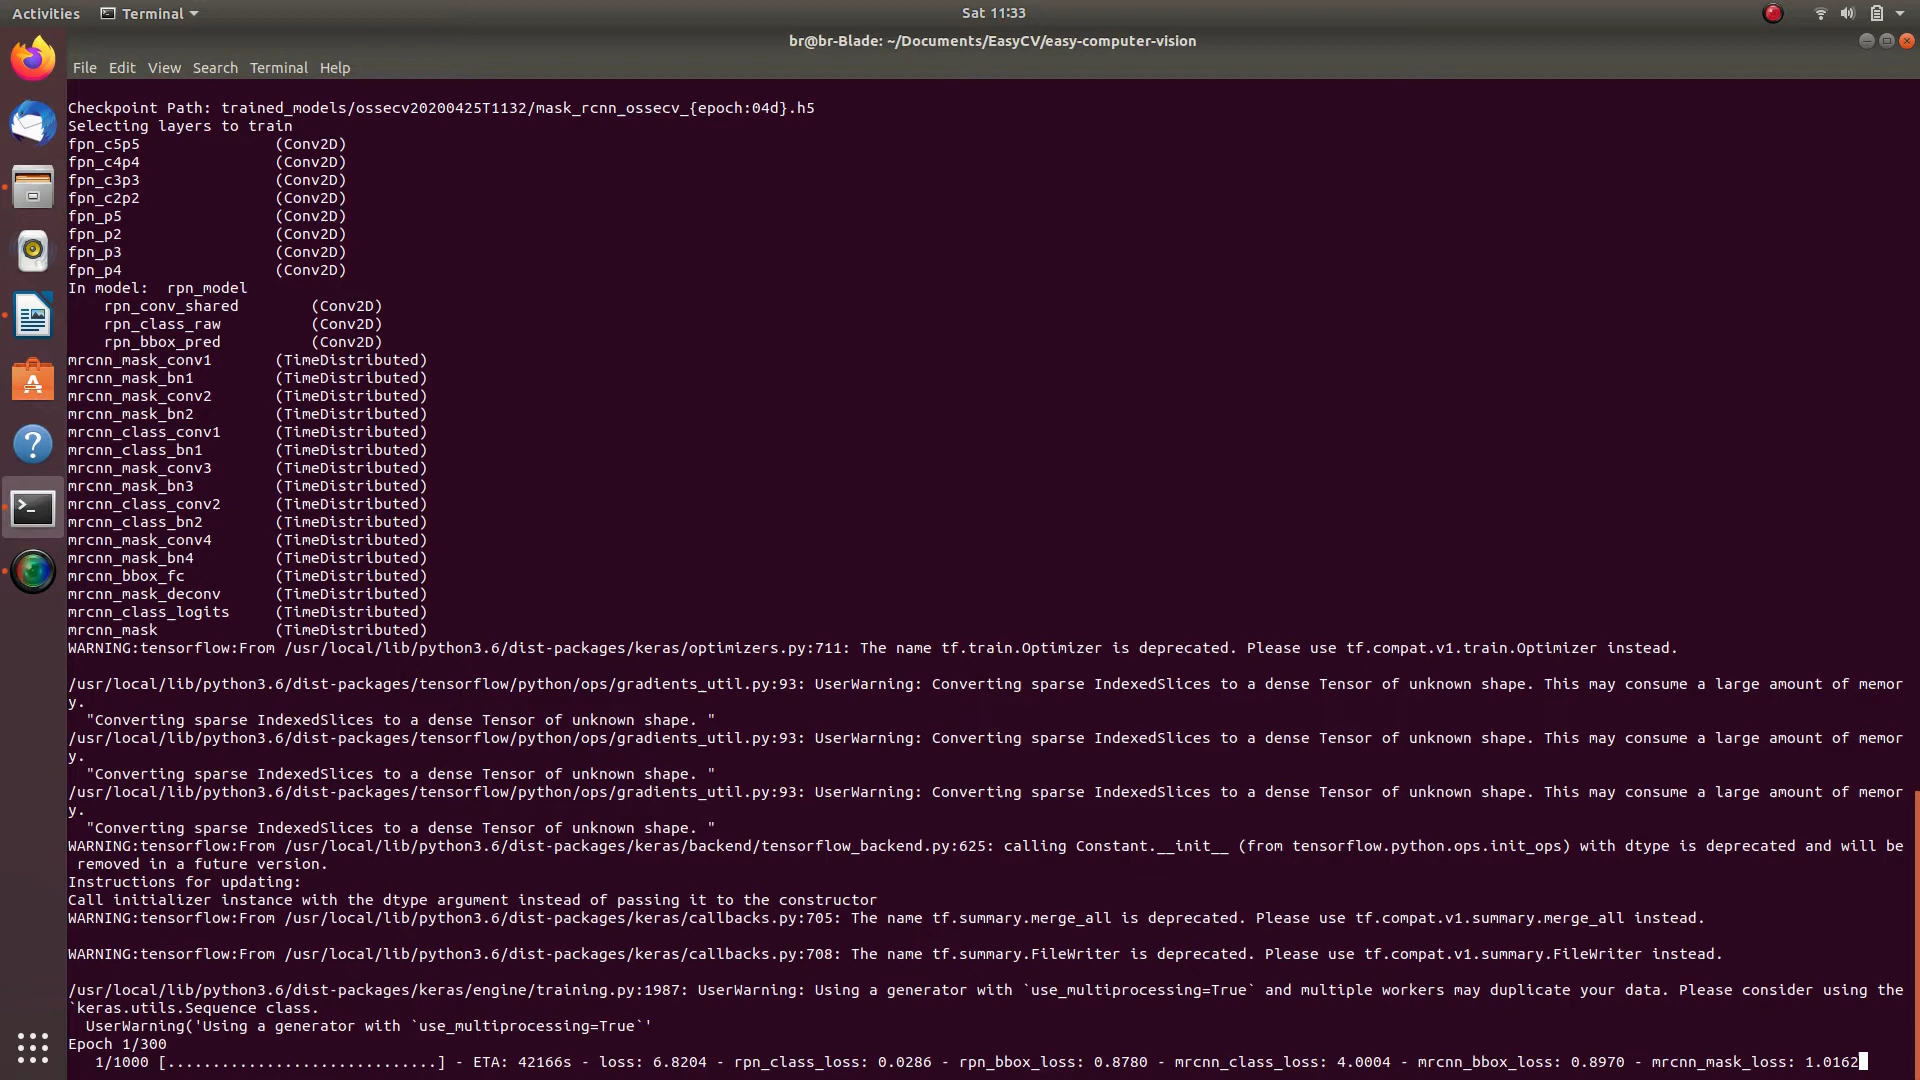 Activities Terminal Sat 11:33
br@br-Blade: ~/Documents/EasyCV/easy-computer-vision
File Edit View Search Terminal Help
Checkpoint Path: trained_models/ossecv20200425T1132/mask_rcnn_ossecv_{epoch:04d}.h5
Selecting layers to train
fpn_c5p5 (Conv2D)
fpn_c4p4 (Conv2D)
fpn_c3p3 (Conv2D)
fpn_c2p2 (Conv2D)
fpn_p5 (Conv2D)
fpn_p2 (Conv2D)
fpn_p3 (Conv2D)
fpn_p4 (Conv2D)
In model:  rpn_model
rpn_conv_shared (Conv2D)
rpn_class_raw (Conv2D)
rpn_bbox_pred (Conv2D)
mrcnn_mask_conv1 (TimeDistributed)
mrcnn_mask_bn1 (TimeDistributed)
mrcnn_mask_conv2 (TimeDistributed)
mrcnn_mask_bn2 (TimeDistributed)
mrcnn_class_conv1 (TimeDistributed)
mrcnn_class_bn1 (TimeDistributed)
mrcnn_mask_conv3 (TimeDistributed)
mrcnn_mask_bn3 (TimeDistributed)
mrcnn_class_conv2 (TimeDistributed)
mrcnn_class_bn2 (TimeDistributed)
mrcnn_mask_conv4 (TimeDistributed)
mrcnn_mask_bn4 (TimeDistributed)
mrcnn_bbox_fc (TimeDistributed)
mrcnn_mask_deconv (TimeDistributed)
mrcnn_class_logits (TimeDistributed)
mrcnn_mask (TimeDistributed)
WARNING:tensorflow:From /usr/local/lib/python3.6/dist-packages/keras/optimizers.py:711: The name tf.train.Optimizer is deprecated. Please use tf.compat.v1.train.Optimizer instead.
/usr/local/lib/python3.6/dist-packages/tensorflow/python/ops/gradients_util.py:93: UserWarning: Converting sparse IndexedSlices to a dense Tensor of unknown shape. This may consume a large amount of memor
y.
"Converting sparse IndexedSlices to a dense Tensor of unknown shape. "
/usr/local/lib/python3.6/dist-packages/tensorflow/python/ops/gradients_util.py:93: UserWarning: Converting sparse IndexedSlices to a dense Tensor of unknown shape. This may consume a large amount of memor
y.
"Converting sparse IndexedSlices to a dense Tensor of unknown shape. "
/usr/local/lib/python3.6/dist-packages/tensorflow/python/ops/gradients_util.py:93: UserWarning: Converting sparse IndexedSlices to a dense Tensor of unknown shape. This may consume a large amount of memor
y.
"Converting sparse IndexedSlices to a dense Tensor of unknown shape. "
WARNING:tensorflow:From /usr/local/lib/python3.6/dist-packages/keras/backend/tensorflow_backend.py:625: calling Constant.__init__ (from tensorflow.python.ops.init_ops) with dtype is deprecated and will be
removed in a future version.
Instructions for updating:
Call initializer instance with the dtype argument instead of passing it to the constructor
WARNING:tensorflow:From /usr/local/lib/python3.6/dist-packages/keras/callbacks.py:705: The name tf.summary.merge_all is deprecated. Please use tf.compat.v1.summary.merge_all instead.
WARNING:tensorflow:From /usr/local/lib/python3.6/dist-packages/keras/callbacks.py:708: The name tf.summary.FileWriter is deprecated. Please use tf.compat.v1.summary.FileWriter instead.
/usr/local/lib/python3.6/dist-packages/keras/engine/training.py:1987: UserWarning: Using a generator with `use_multiprocessing=True` and multiple workers may duplicate your data. Please consider using the
`keras.utils.Sequence class.
UserWarning('Using a generator with `use_multiprocessing=True`'
Epoch 1/300
1/1000 [..............................] - ETA: 42166s - loss: 6.8204 - rpn_class_loss: 0.0286 - rpn_bbox_loss: 0.8780 - mrcnn_class_loss: 4.0004 - mrcnn_bbox_loss: 0.8970 - mrcnn_mask_loss: 1.0162